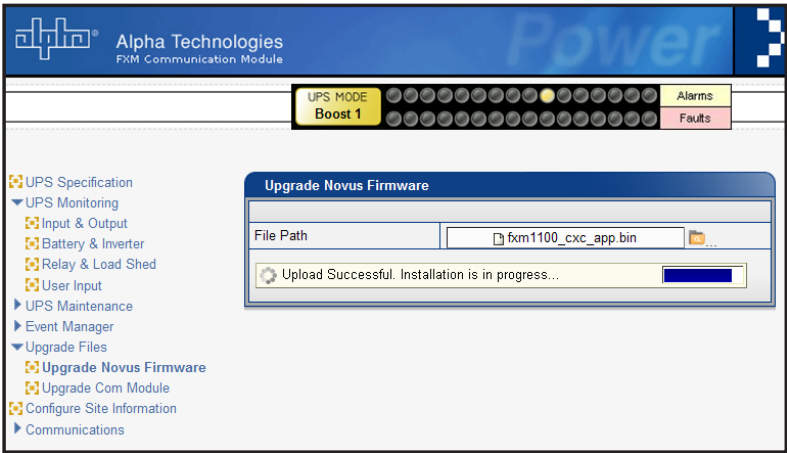 alpha®
Alpha Technologies
FXM Communication Module
Power
UPS MODE
Boost 1
Alarms
Faults
UPS Specification
UPS Monitoring
Input & Output
Battery & Inverter
Relay & Load Shed
User Input
UPS Maintenance
Event Manager
Upgrade Files
Upgrade Novus Firmware
Upgrade Com Module
Configure Site Information
Communications
Upgrade Novus Firmware
File Path
fxm1100_cxc_app.bin
...
Upload Successful. Installation is in progress...